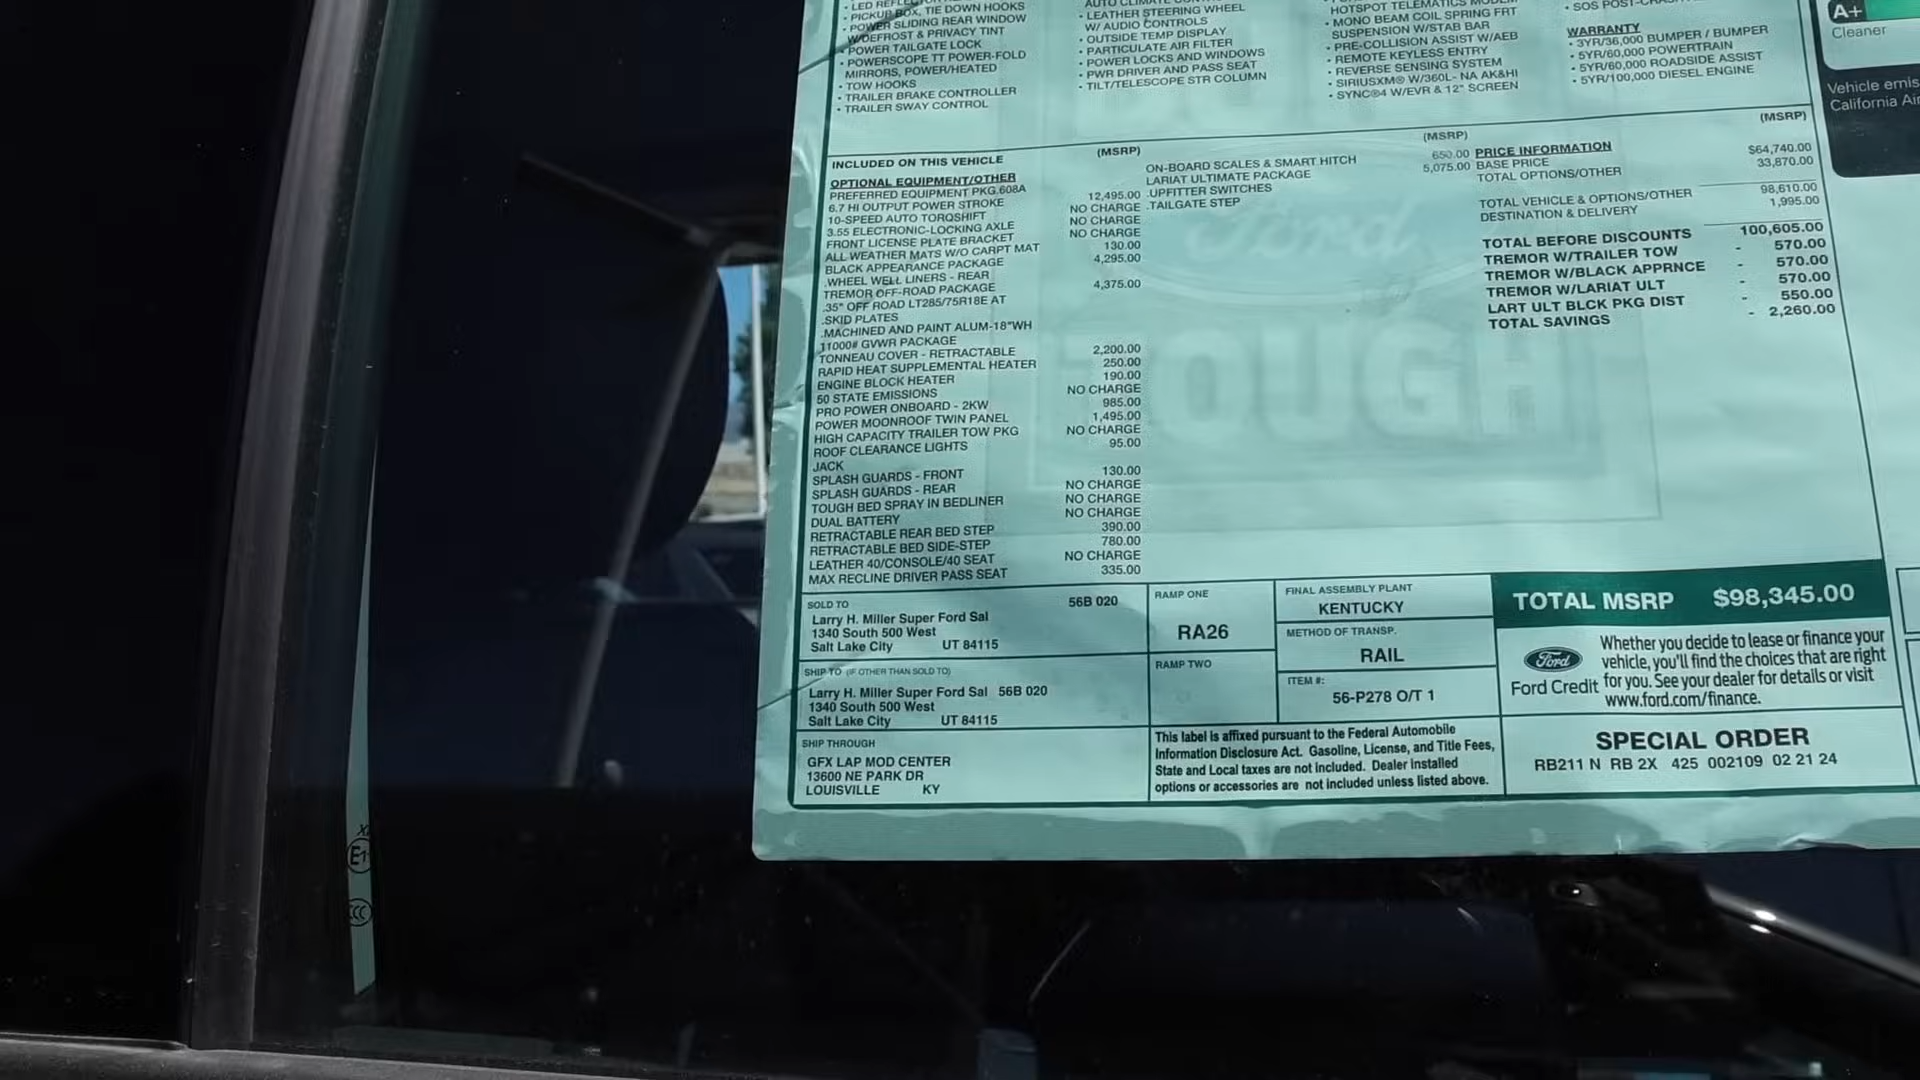 • LED REFLECTOR
• PICKUP BOX, TIE DOWN HOOKS
• POWER SLIDING REAR WINDOW
W/DEFROST & PRIVACY TINT
• POWER TAILGATE LOCK
• POWERSCOPE TT POWER-FOLD
MIRRORS, POWER/HEATED
• TOW HOOKS
• TRAILER BRAKE CONTROLLER
• TRAILER SWAY CONTROL
AUTO CLIMATE CONTROL
• LEATHER STEERING WHEEL
W/ AUDIO CONTROLS
• OUTSIDE TEMP DISPLAY
• PARTICULATE AIR FILTER
• POWER LOCKS AND WINDOWS
• PWR DRIVER AND PASS SEAT
• TILT/TELESCOPE STR COLUMN
HOTSPOT TELEMATICS MODEM
• MONO BEAM COIL SPRING FRT
SUSPENSION W/STAB BAR
• PRE-COLLISION ASSIST W/AEB
• REMOTE KEYLESS ENTRY
• REVERSE SENSING SYSTEM
• SIRIUSXM® W/360L- NA AK&HI
• SYNC®4 W/EVR & 12" SCREEN
• SOS POST-CRASH
WARRANTY
• 3YR/36,000 BUMPER / BUMPER
• 5YR/60,000 POWERTRAIN
• 5YR/60,000 ROADSIDE ASSIST
• 5YR/100,000 DIESEL ENGINE
A+
Cleaner
Vehicle emis
California Air
INCLUDED ON THIS VEHICLE (MSRP)
OPTIONAL EQUIPMENT/OTHER
PREFERRED EQUIPMENT PKG.608A 12,495.00
6.7 HI OUTPUT POWER STROKE NO CHARGE
10-SPEED AUTO TORQSHIFT NO CHARGE
3.55 ELECTRONIC-LOCKING AXLE NO CHARGE
FRONT LICENSE PLATE BRACKET
ALL WEATHER MATS W/O CARPT MAT 130.00
BLACK APPEARANCE PACKAGE 4,295.00
.WHEEL WELL LINERS - REAR
TREMOR OFF-ROAD PACKAGE 4,375.00
.35" OFF ROAD LT285/75R18E AT
.SKID PLATES
.MACHINED AND PAINT ALUM-18"WH
11000# GVWR PACKAGE
TONNEAU COVER - RETRACTABLE 2,200.00
RAPID HEAT SUPPLEMENTAL HEATER 250.00
ENGINE BLOCK HEATER 190.00
50 STATE EMISSIONS NO CHARGE
PRO POWER ONBOARD - 2KW 985.00
POWER MOONROOF TWIN PANEL 1,495.00
HIGH CAPACITY TRAILER TOW PKG NO CHARGE
ROOF CLEARANCE LIGHTS 95.00
JACK
SPLASH GUARDS - FRONT 130.00
SPLASH GUARDS - REAR NO CHARGE
TOUGH BED SPRAY IN BEDLINER NO CHARGE
DUAL BATTERY NO CHARGE
RETRACTABLE REAR BED STEP 390.00
RETRACTABLE BED SIDE-STEP 780.00
LEATHER 40/CONSOLE/40 SEAT NO CHARGE
MAX RECLINE DRIVER PASS SEAT 335.00
(MSRP)
ON-BOARD SCALES & SMART HITCH 650.00
LARIAT ULTIMATE PACKAGE 5,075.00
.UPFITTER SWITCHES
.TAILGATE STEP
(MSRP)
PRICE INFORMATION
BASE PRICE $64,740.00
TOTAL OPTIONS/OTHER 33,870.00
TOTAL VEHICLE & OPTIONS/OTHER 98,610.00
DESTINATION & DELIVERY 1,995.00
TOTAL BEFORE DISCOUNTS 100,605.00
TREMOR W/TRAILER TOW - 570.00
TREMOR W/BLACK APPRNCE - 570.00
TREMOR W/LARIAT ULT - 570.00
LART ULT BLCK PKG DIST - 550.00
TOTAL SAVINGS - 2,260.00
Ford
TOUGH
SOLD TO 56B 020
Larry H. Miller Super Ford Sal
1340 South 500 West
Salt Lake City UT 84115
SHIP TO (IF OTHER THAN SOLD TO)
Larry H. Miller Super Ford Sal 56B 020
1340 South 500 West
Salt Lake City UT 84115
SHIP THROUGH
GFX LAP MOD CENTER
13600 NE PARK DR
LOUISVILLE KY
RAMP ONE
RA26
RAMP TWO
FINAL ASSEMBLY PLANT
KENTUCKY
METHOD OF TRANSP.
RAIL
ITEM #:
56-P278 O/T 1
This label is affixed pursuant to the Federal Automobile
Information Disclosure Act. Gasoline, License, and Title Fees,
State and Local taxes are not included. Dealer installed
options or accessories are not included unless listed above.
TOTAL MSRP $98,345.00
Ford
Ford Credit
Whether you decide to lease or finance your
vehicle, you'll find the choices that are right
for you. See your dealer for details or visit
www.ford.com/finance.
SPECIAL ORDER
RB211 N RB 2X 425 002109 02 21 24
E1
CCC